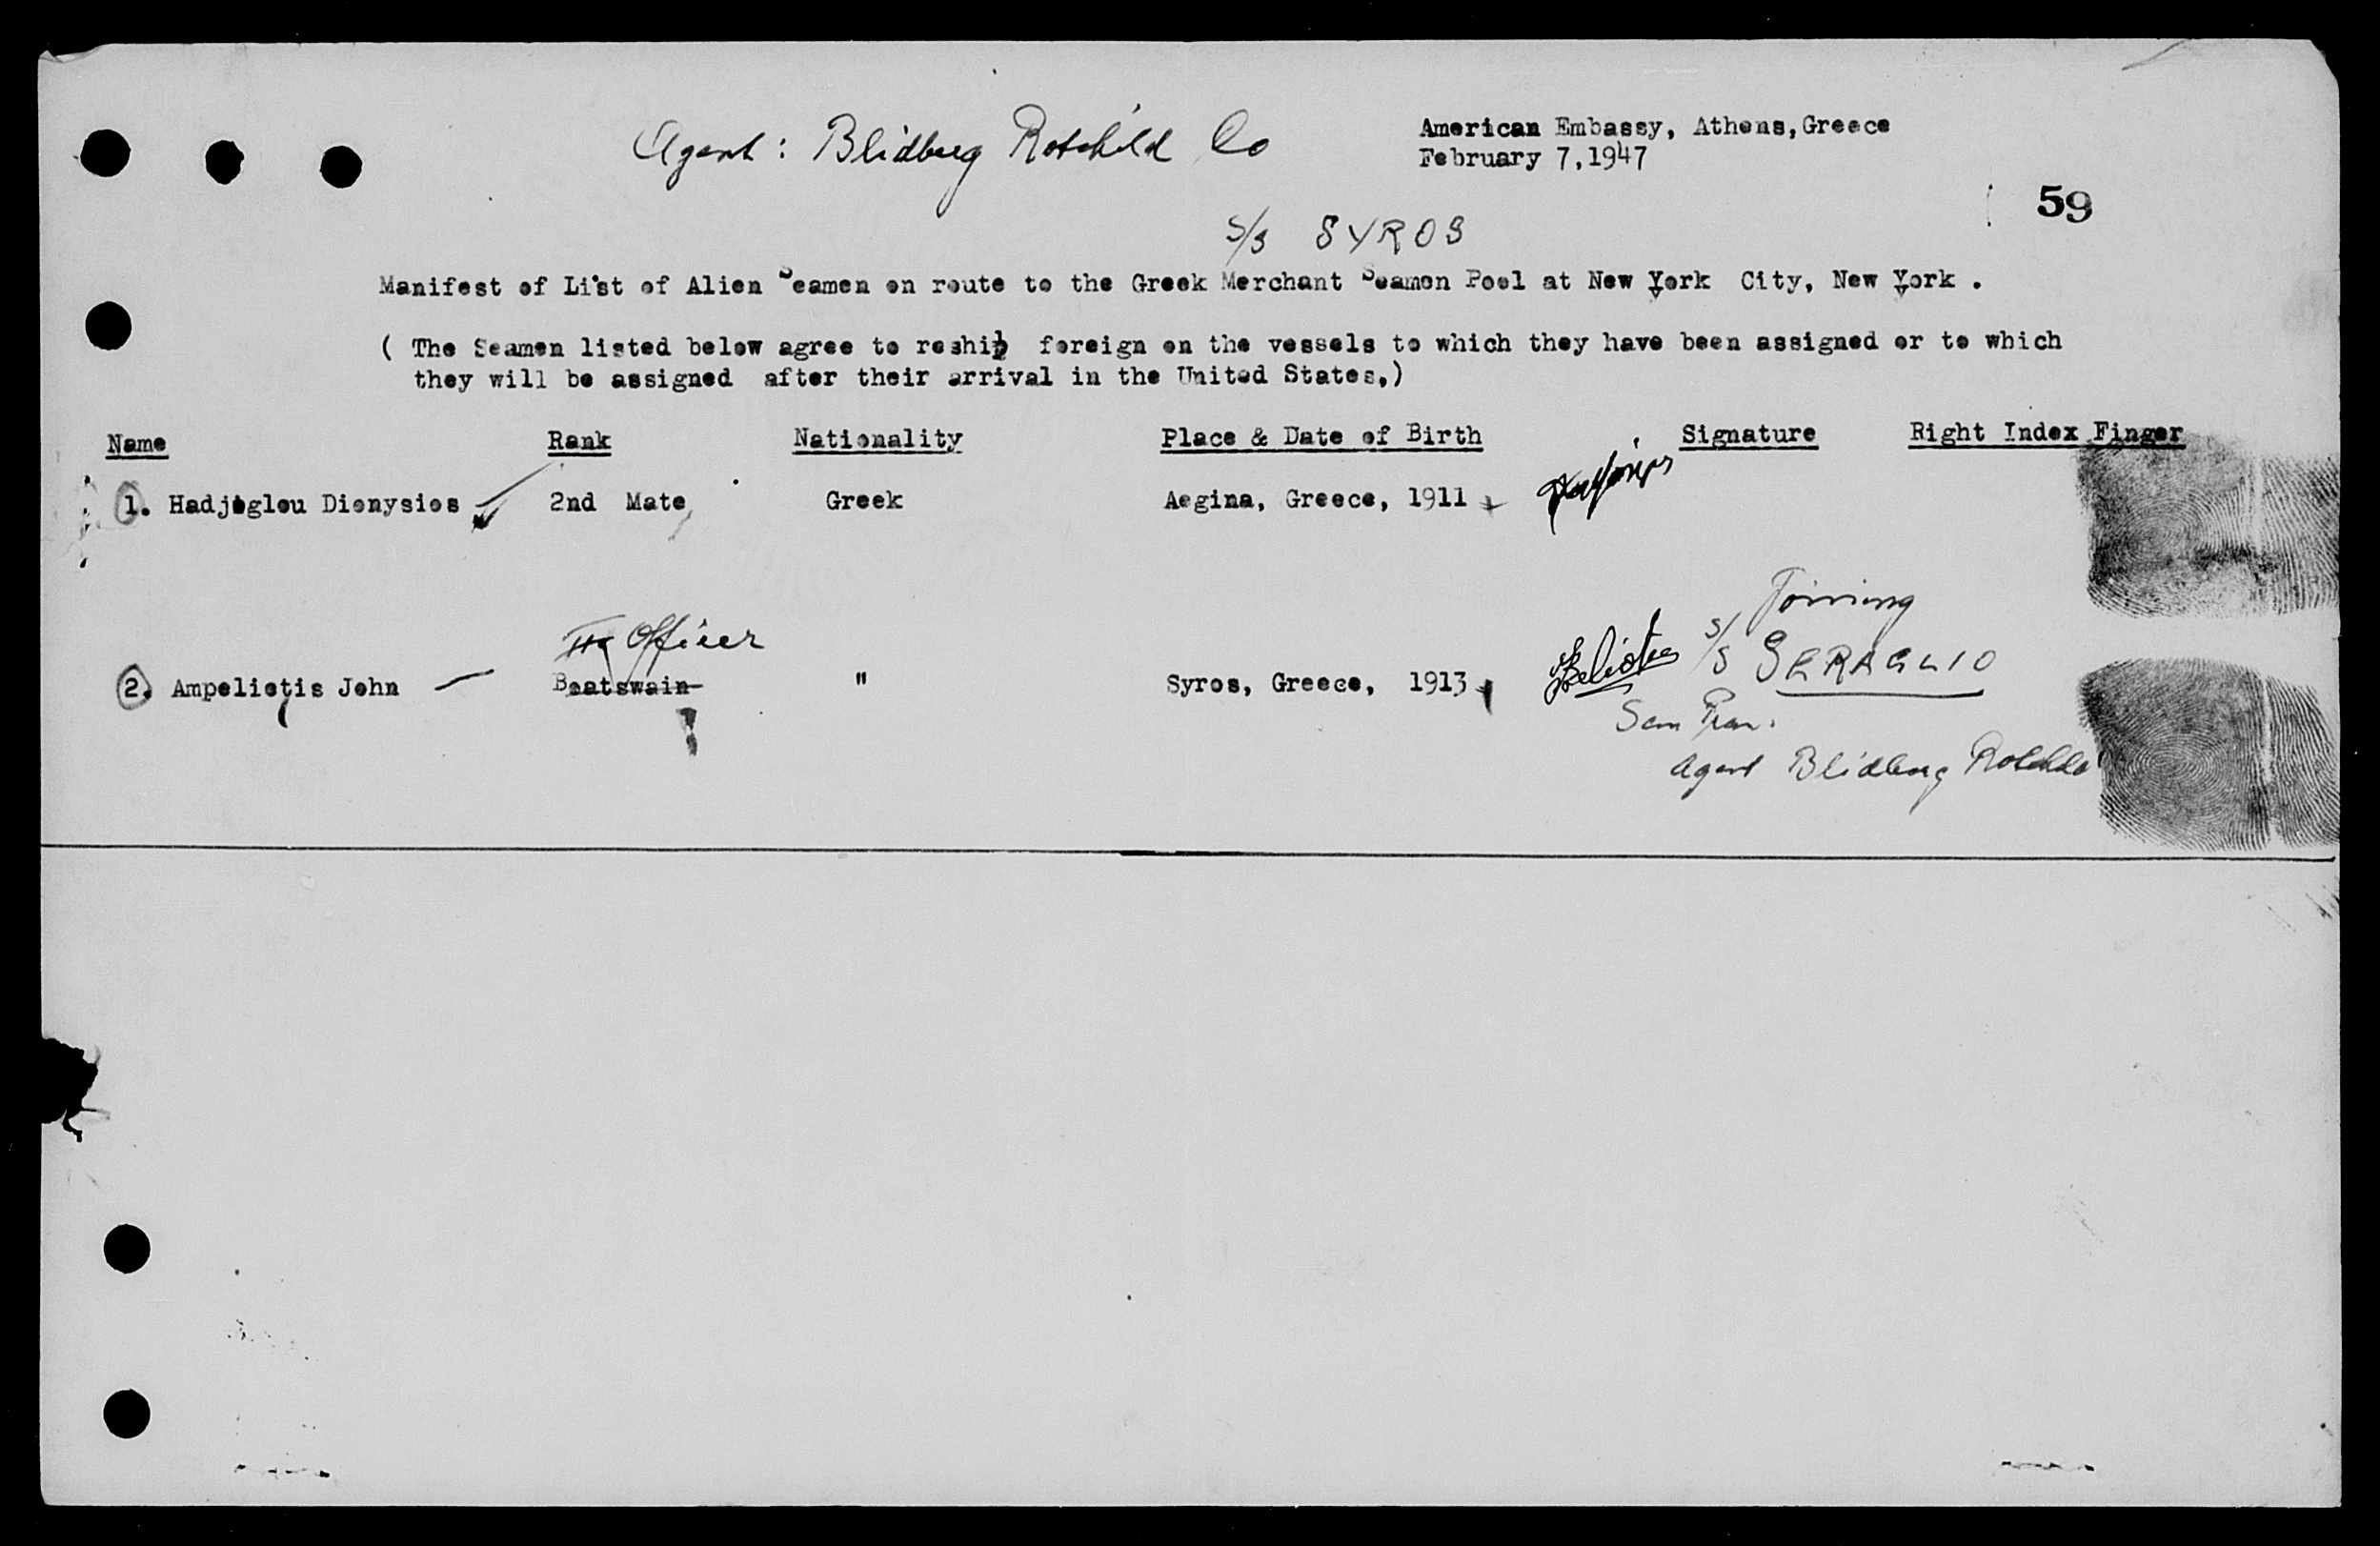 Agent: Blidberg Rotchild Co
American Embassy, Athens, Greece
February 7, 1947
59
S/S SYROS
Manifest of List of Alien Seamen en route to the Greek Merchant Seamen Pool at New York City, New York .
( The Seamen listed below agree to reship foreign on the vessels to which they have been assigned or to which
they will be assigned after their arrival in the United States.)
Name Rank Nationality Place & Date of Birth Signature Right Index Finger
1. Hadjoglou Dionysios 2nd Mate Greek Aegina, Greece, 1911
Joining
Officer
S/S SERAGLIO
2. Ampeliotis John Boatswain " Syros, Greece, 1913
San Fran.
Agent Blidberg